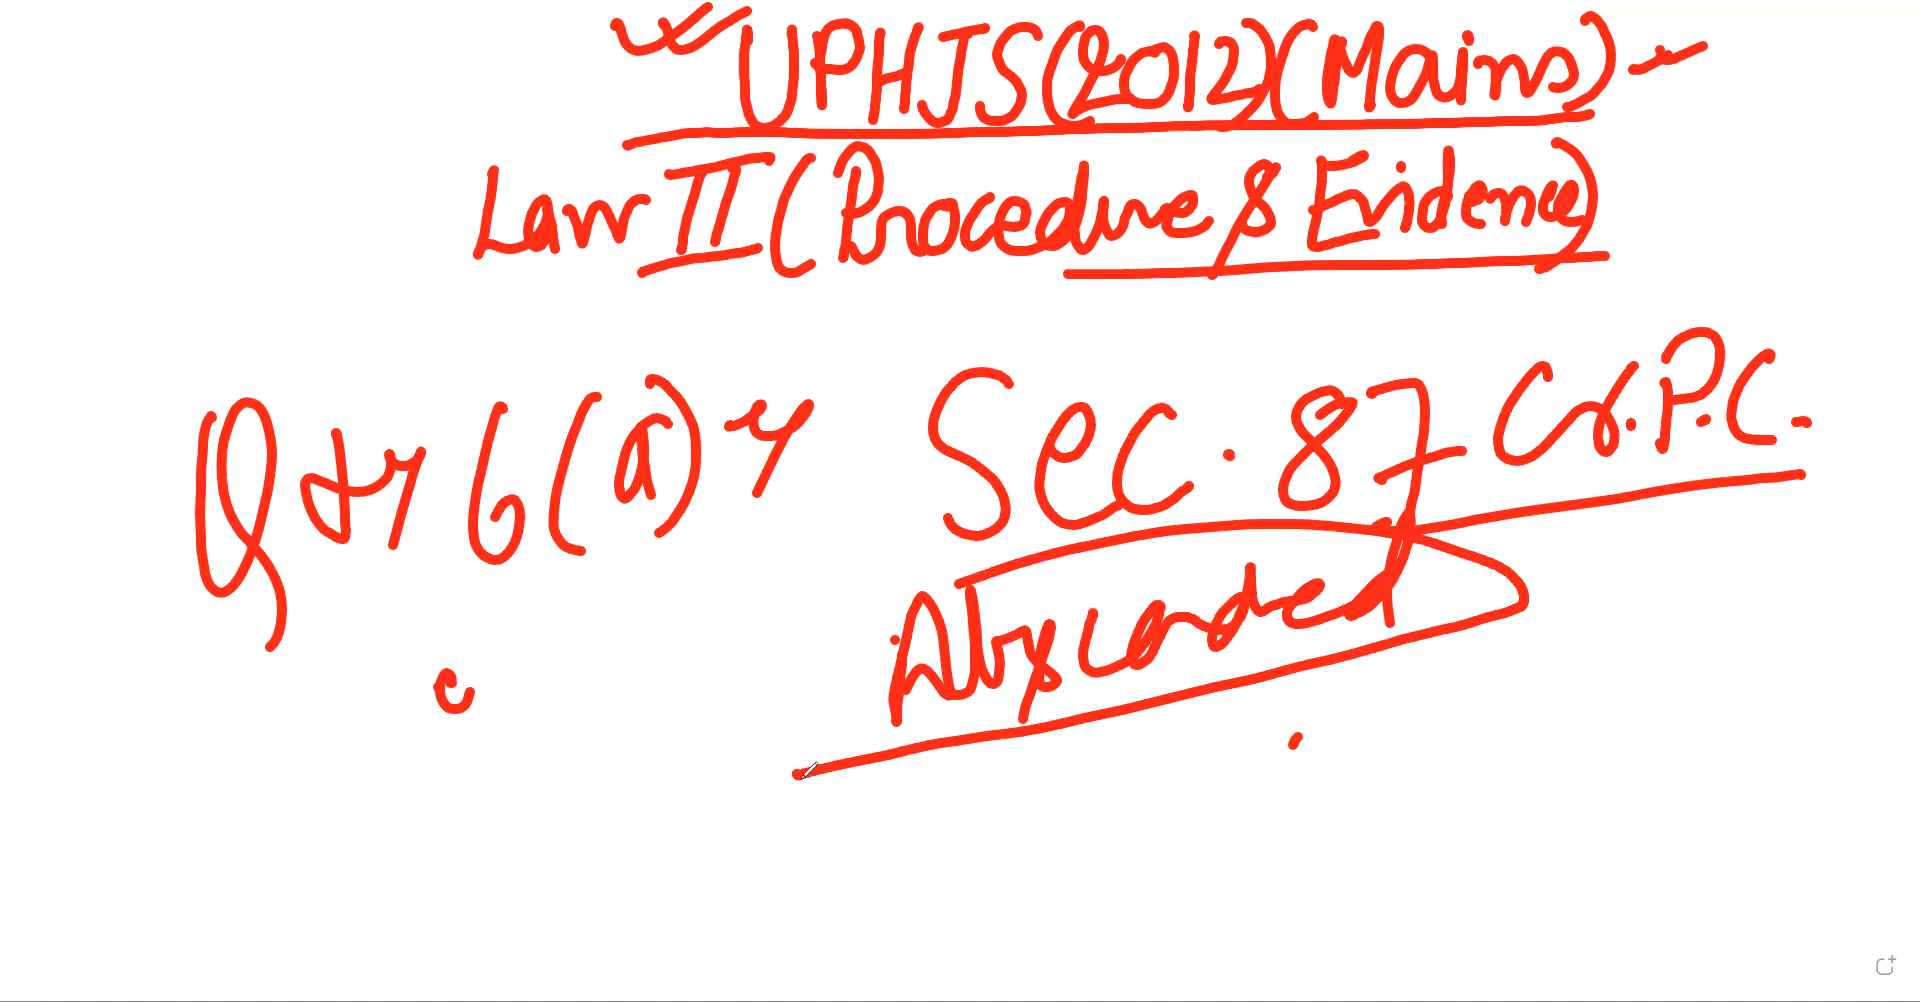 UPHJS(2012)(Mains)-
Law II (Procedure & Evidence)
Q 6(a) Sec. 87 Cr.P.C.
Absconded